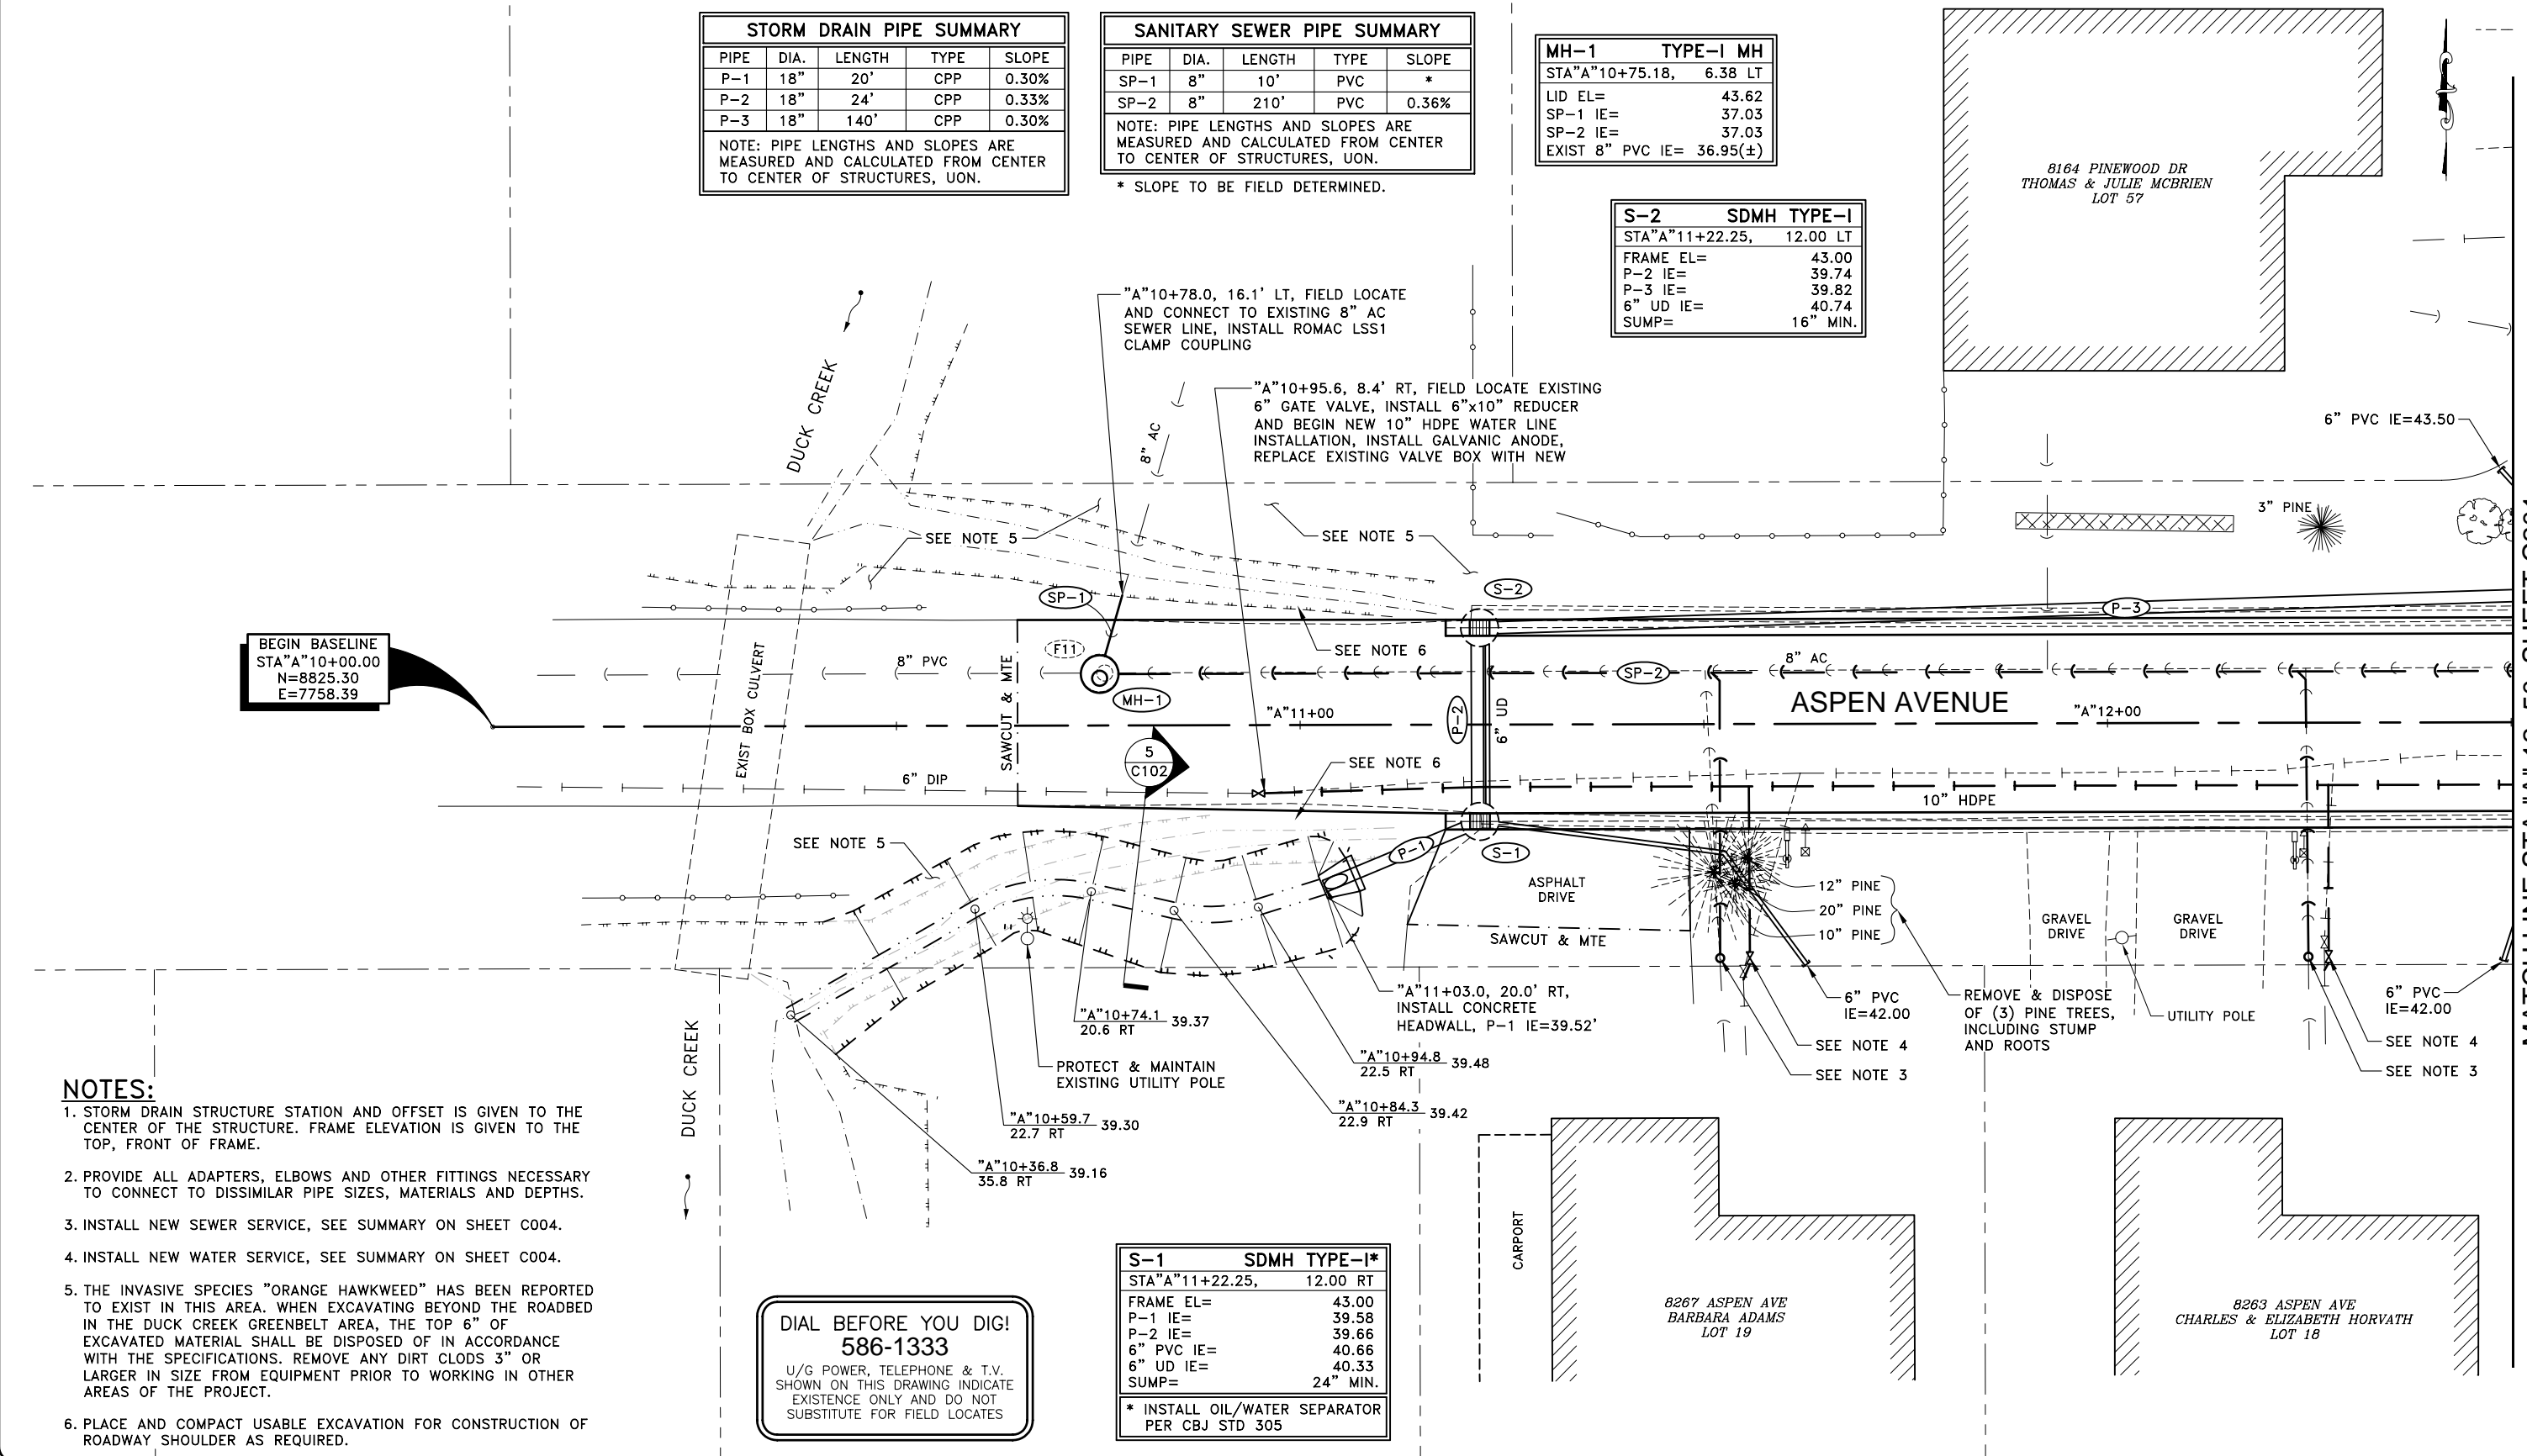 STORM DRAIN PIPE SUMMARY
PIPE DIA. LENGTH TYPE SLOPE
P-1 18" 20' CPP 0.30%
P-2 18" 24' CPP 0.33%
P-3 18" 140' CPP 0.30%
NOTE: PIPE LENGTHS AND SLOPES ARE
MEASURED AND CALCULATED FROM CENTER
TO CENTER OF STRUCTURES, UON.
SANITARY SEWER PIPE SUMMARY
PIPE DIA. LENGTH TYPE SLOPE
SP-1 8" 10' PVC *
SP-2 8" 210' PVC 0.36%
NOTE: PIPE LENGTHS AND SLOPES ARE
MEASURED AND CALCULATED FROM CENTER
TO CENTER OF STRUCTURES, UON.
* SLOPE TO BE FIELD DETERMINED.
MH-1 TYPE-I MH
STA"A"10+75.18, 6.38 LT
LID EL= 43.62
SP-1 IE= 37.03
SP-2 IE= 37.03
EXIST 8" PVC IE= 36.95(±)
S-2 SDMH TYPE-I
STA"A"11+22.25, 12.00 LT
FRAME EL= 43.00
P-2 IE= 39.74
P-3 IE= 39.82
6" UD IE= 40.74
SUMP= 16" MIN.
8164 PINEWOOD DR
THOMAS & JULIE MCBRIEN
LOT 57
"A"10+78.0, 16.1' LT, FIELD LOCATE
AND CONNECT TO EXISTING 8" AC
SEWER LINE, INSTALL ROMAC LSS1
CLAMP COUPLING
"A"10+95.6, 8.4' RT, FIELD LOCATE EXISTING
6" GATE VALVE, INSTALL 6"x10" REDUCER
AND BEGIN NEW 10" HDPE WATER LINE
INSTALLATION, INSTALL GALVANIC ANODE,
REPLACE EXISTING VALVE BOX WITH NEW
DUCK CREEK
8" AC
6" PVC IE=43.50
3" PINE
SEE NOTE 5
SEE NOTE 5
SP-1
S-2
P-3
BEGIN BASELINE
STA"A"10+00.00
N=8825.30
E=7758.39
EXIST BOX CULVERT
8" PVC
SAWCUT & MTE
F11
MH-1
SEE NOTE 6
SP-2
8" AC
ASPEN AVENUE
"A"11+00
P-2
6" UD
"A"12+00
5
C102
6" DIP
SEE NOTE 6
10" HDPE
SEE NOTE 5
P-1
S-1
ASPHALT
DRIVE
SAWCUT & MTE
12" PINE
20" PINE
10" PINE
GRAVEL
DRIVE
GRAVEL
DRIVE
"A"11+03.0, 20.0' RT,
INSTALL CONCRETE
HEADWALL, P-1 IE=39.52'
6" PVC
IE=42.00
REMOVE & DISPOSE
OF (3) PINE TREES,
INCLUDING STUMP
AND ROOTS
UTILITY POLE
6" PVC
IE=42.00
SEE NOTE 4
SEE NOTE 3
SEE NOTE 4
SEE NOTE 3
"A"10+74.1 39.37
20.6 RT
PROTECT & MAINTAIN
EXISTING UTILITY POLE
"A"10+94.8 39.48
22.5 RT
"A"10+84.3 39.42
22.9 RT
"A"10+59.7 39.30
22.7 RT
"A"10+36.8 39.16
35.8 RT
DUCK CREEK
NOTES:
1. STORM DRAIN STRUCTURE STATION AND OFFSET IS GIVEN TO THE
CENTER OF THE STRUCTURE. FRAME ELEVATION IS GIVEN TO THE
TOP, FRONT OF FRAME.
2. PROVIDE ALL ADAPTERS, ELBOWS AND OTHER FITTINGS NECESSARY
TO CONNECT TO DISSIMILAR PIPE SIZES, MATERIALS AND DEPTHS.
3. INSTALL NEW SEWER SERVICE, SEE SUMMARY ON SHEET C004.
4. INSTALL NEW WATER SERVICE, SEE SUMMARY ON SHEET C004.
5. THE INVASIVE SPECIES "ORANGE HAWKWEED" HAS BEEN REPORTED
TO EXIST IN THIS AREA. WHEN EXCAVATING BEYOND THE ROADBED
IN THE DUCK CREEK GREENBELT AREA, THE TOP 6" OF
EXCAVATED MATERIAL SHALL BE DISPOSED OF IN ACCORDANCE
WITH THE SPECIFICATIONS. REMOVE ANY DIRT CLODS 3" OR
LARGER IN SIZE FROM EQUIPMENT PRIOR TO WORKING IN OTHER
AREAS OF THE PROJECT.
6. PLACE AND COMPACT USABLE EXCAVATION FOR CONSTRUCTION OF
ROADWAY SHOULDER AS REQUIRED.
DIAL BEFORE YOU DIG!
586-1333
U/G POWER, TELEPHONE & T.V.
SHOWN ON THIS DRAWING INDICATE
EXISTENCE ONLY AND DO NOT
SUBSTITUTE FOR FIELD LOCATES
S-1 SDMH TYPE-I*
STA"A"11+22.25, 12.00 RT
FRAME EL= 43.00
P-1 IE= 39.58
P-2 IE= 39.66
6" PVC IE= 40.66
6" UD IE= 40.33
SUMP= 24" MIN.
* INSTALL OIL/WATER SEPARATOR
PER CBJ STD 305
CARPORT
8267 ASPEN AVE
BARBARA ADAMS
LOT 19
8263 ASPEN AVE
CHARLES & ELIZABETH HORVATH
LOT 18